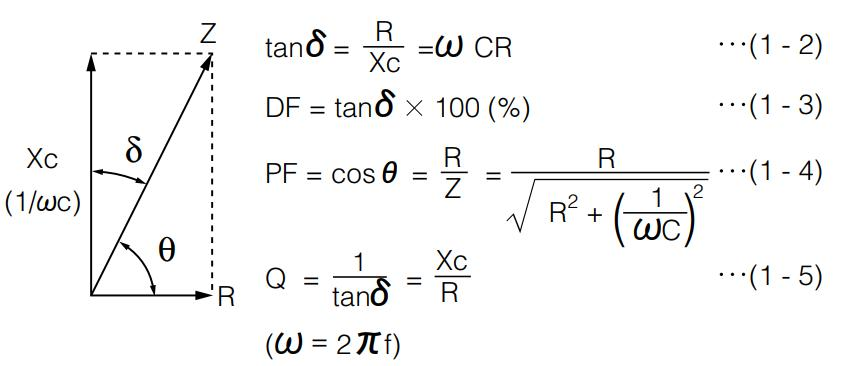 Z
Xc
(1/ωc)
δ
θ
R
tanδ = R/Xc =ω CR ···(1 - 2)
DF = tanδ × 100 (%) ···(1 - 3)
PF = cos θ = R/Z = R/√(R² + (1/ωC)²) ···(1 - 4)
Q = 1/tanδ = Xc/R ···(1 - 5)
(ω = 2 π f)